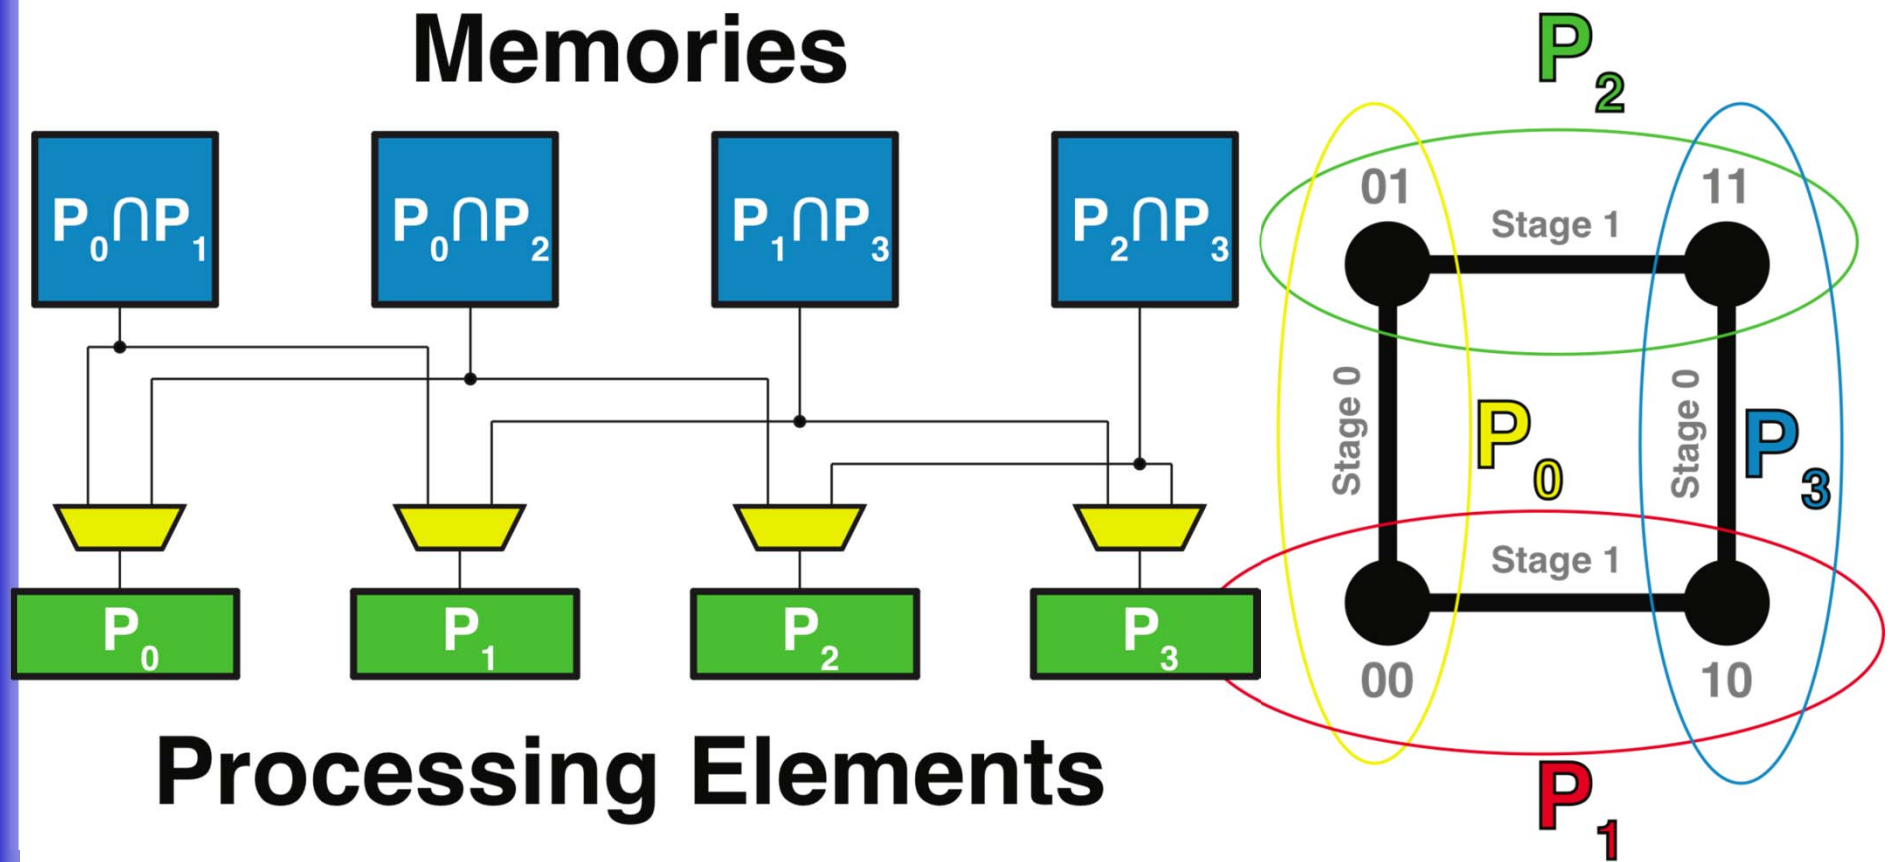 Memories
P0∩P1
P0∩P2
P1∩P3
P2∩P3
P0
P1
P2
P3
Processing Elements
P2
01
11
Stage 1
Stage 0
P0
Stage 0
P3
Stage 1
00
10
P1